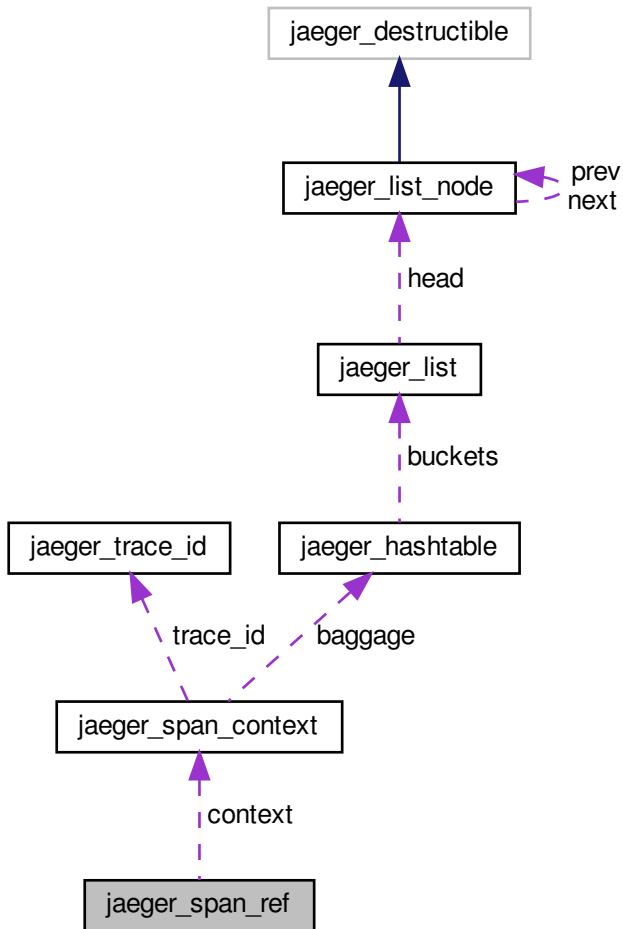 jaeger_destructible
jaeger_list_node
prev
next
head
jaeger_list
buckets
jaeger_trace_id
jaeger_hashtable
trace_id
baggage
jaeger_span_context
context
jaeger_span_ref